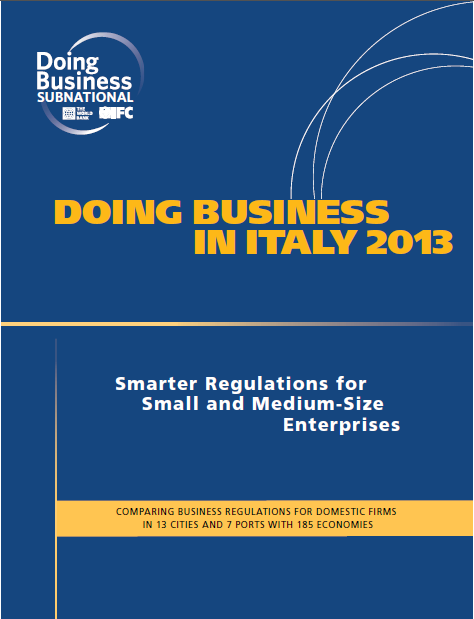 Doing
Business
SUBNATIONAL
THE
WORLD
BANK
IFC
DOING BUSINESS
IN ITALY 2013
Smarter Regulations for
Small and Medium-Size
Enterprises
COMPARING BUSINESS REGULATIONS FOR DOMESTIC FIRMS
IN 13 CITIES AND 7 PORTS WITH 185 ECONOMIES